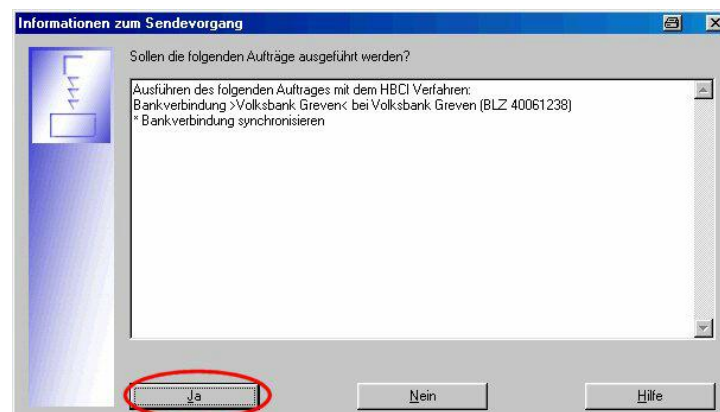 Informationen zum Sendevorgang
Sollen die folgenden Aufträge ausgeführt werden?
Ausführen des folgenden Auftrages mit dem HBCI Verfahren:
Bankverbindung >Volksbank Greven< bei Volksbank Greven (BLZ 40061238)
* Bankverbindung synchronisieren
Ja
Nein
Hilfe